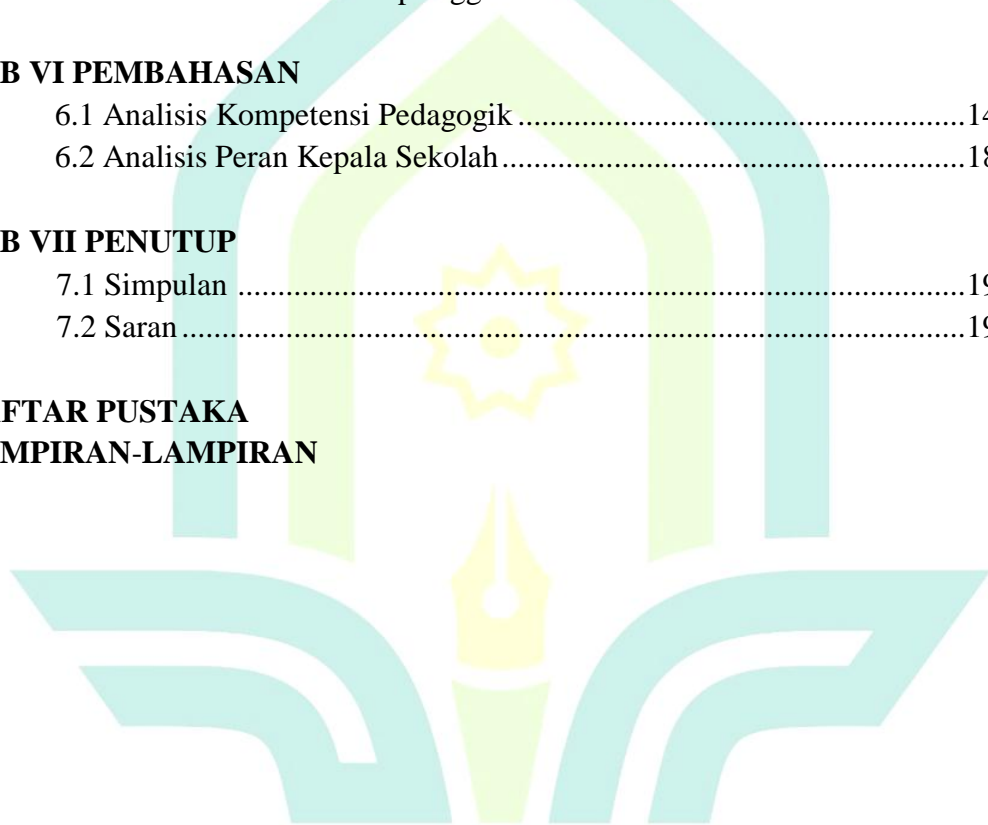 B VI PEMBAHASAN
6.1 Analisis Kompetensi Pedagogik ........................................................14
6.2 Analisis Peran Kepala Sekolah..........................................................18
B VII PENUTUP
7.1 Simpulan ...........................................................................................19
7.2 Saran..................................................................................................19
FTAR PUSTAKA
MPIRAN-LAMPIRAN